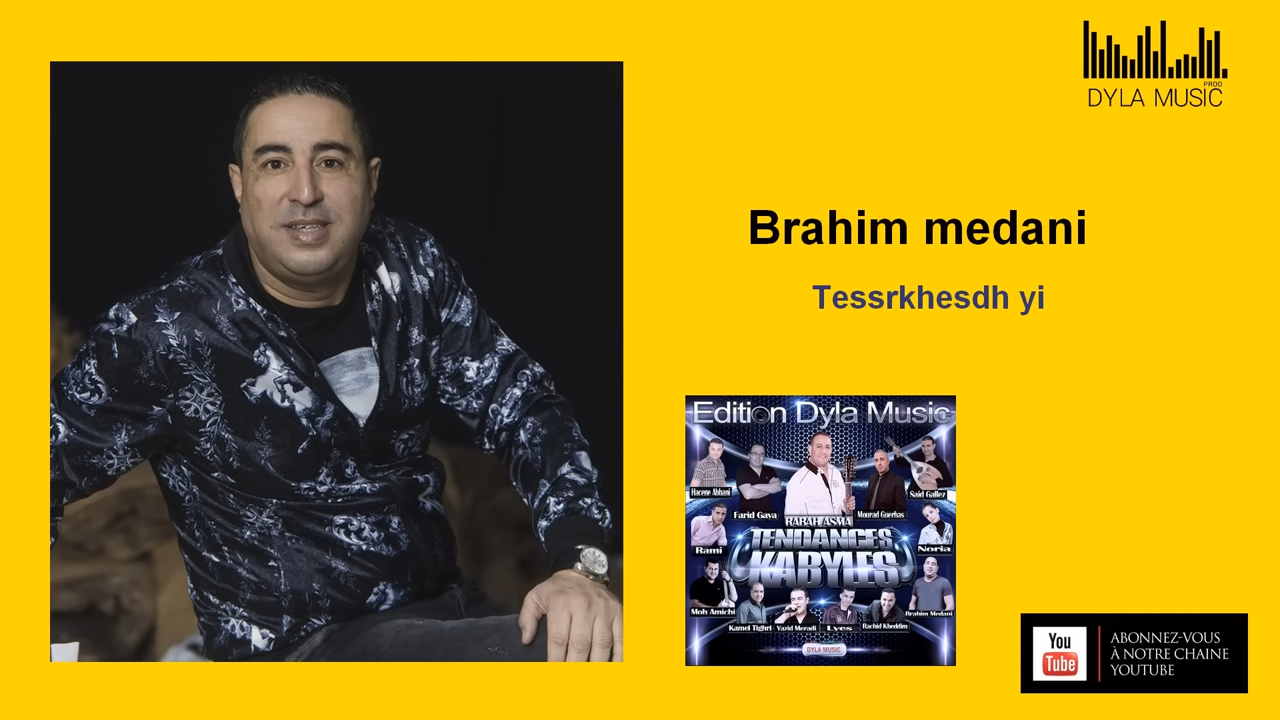 PROD
DYLA MUSIC
Brahim medani
Tessrkhesdh yi
Edition Dyla Music
Hacene Abbani
Farid Gaya
Mourad Guerbas
Said Gallez
RABAH ASMA
TENDANCES
KABYLES
Rami
Noria
Moh Amichi
Kamel Tighri
Yazid Meradi
Lyes
Rachid Kheddim
Brahim Medani
DYLA MUSIC
You
Tube
ABONNEZ-VOUS
À NOTRE CHAINE
YOUTUBE